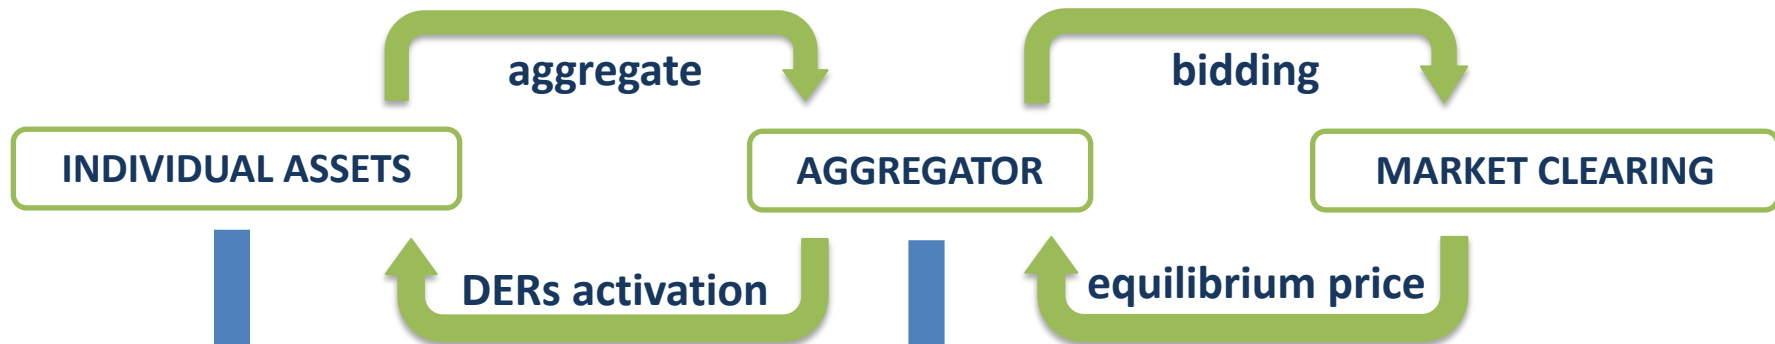 aggregate
bidding
INDIVIDUAL ASSETS
AGGREGATOR
MARKET CLEARING
DERs activation
equilibrium price